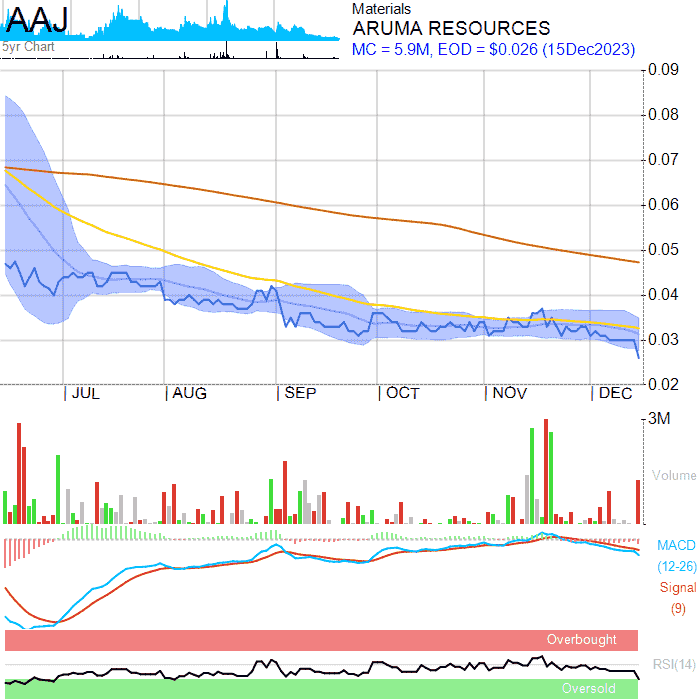 AAJ
5yr Chart
Materials
ARUMA RESOURCES
MC = 5.9M, EOD = $0.026 (15Dec2023)
0.09
0.08
0.07
0.06
0.05
0.04
0.03
0.02
JUL AUG SEP OCT NOV DEC
3M
Volume
MACD
(12-26)
Signal
(9)
Overbought
RSI(14)
Oversold